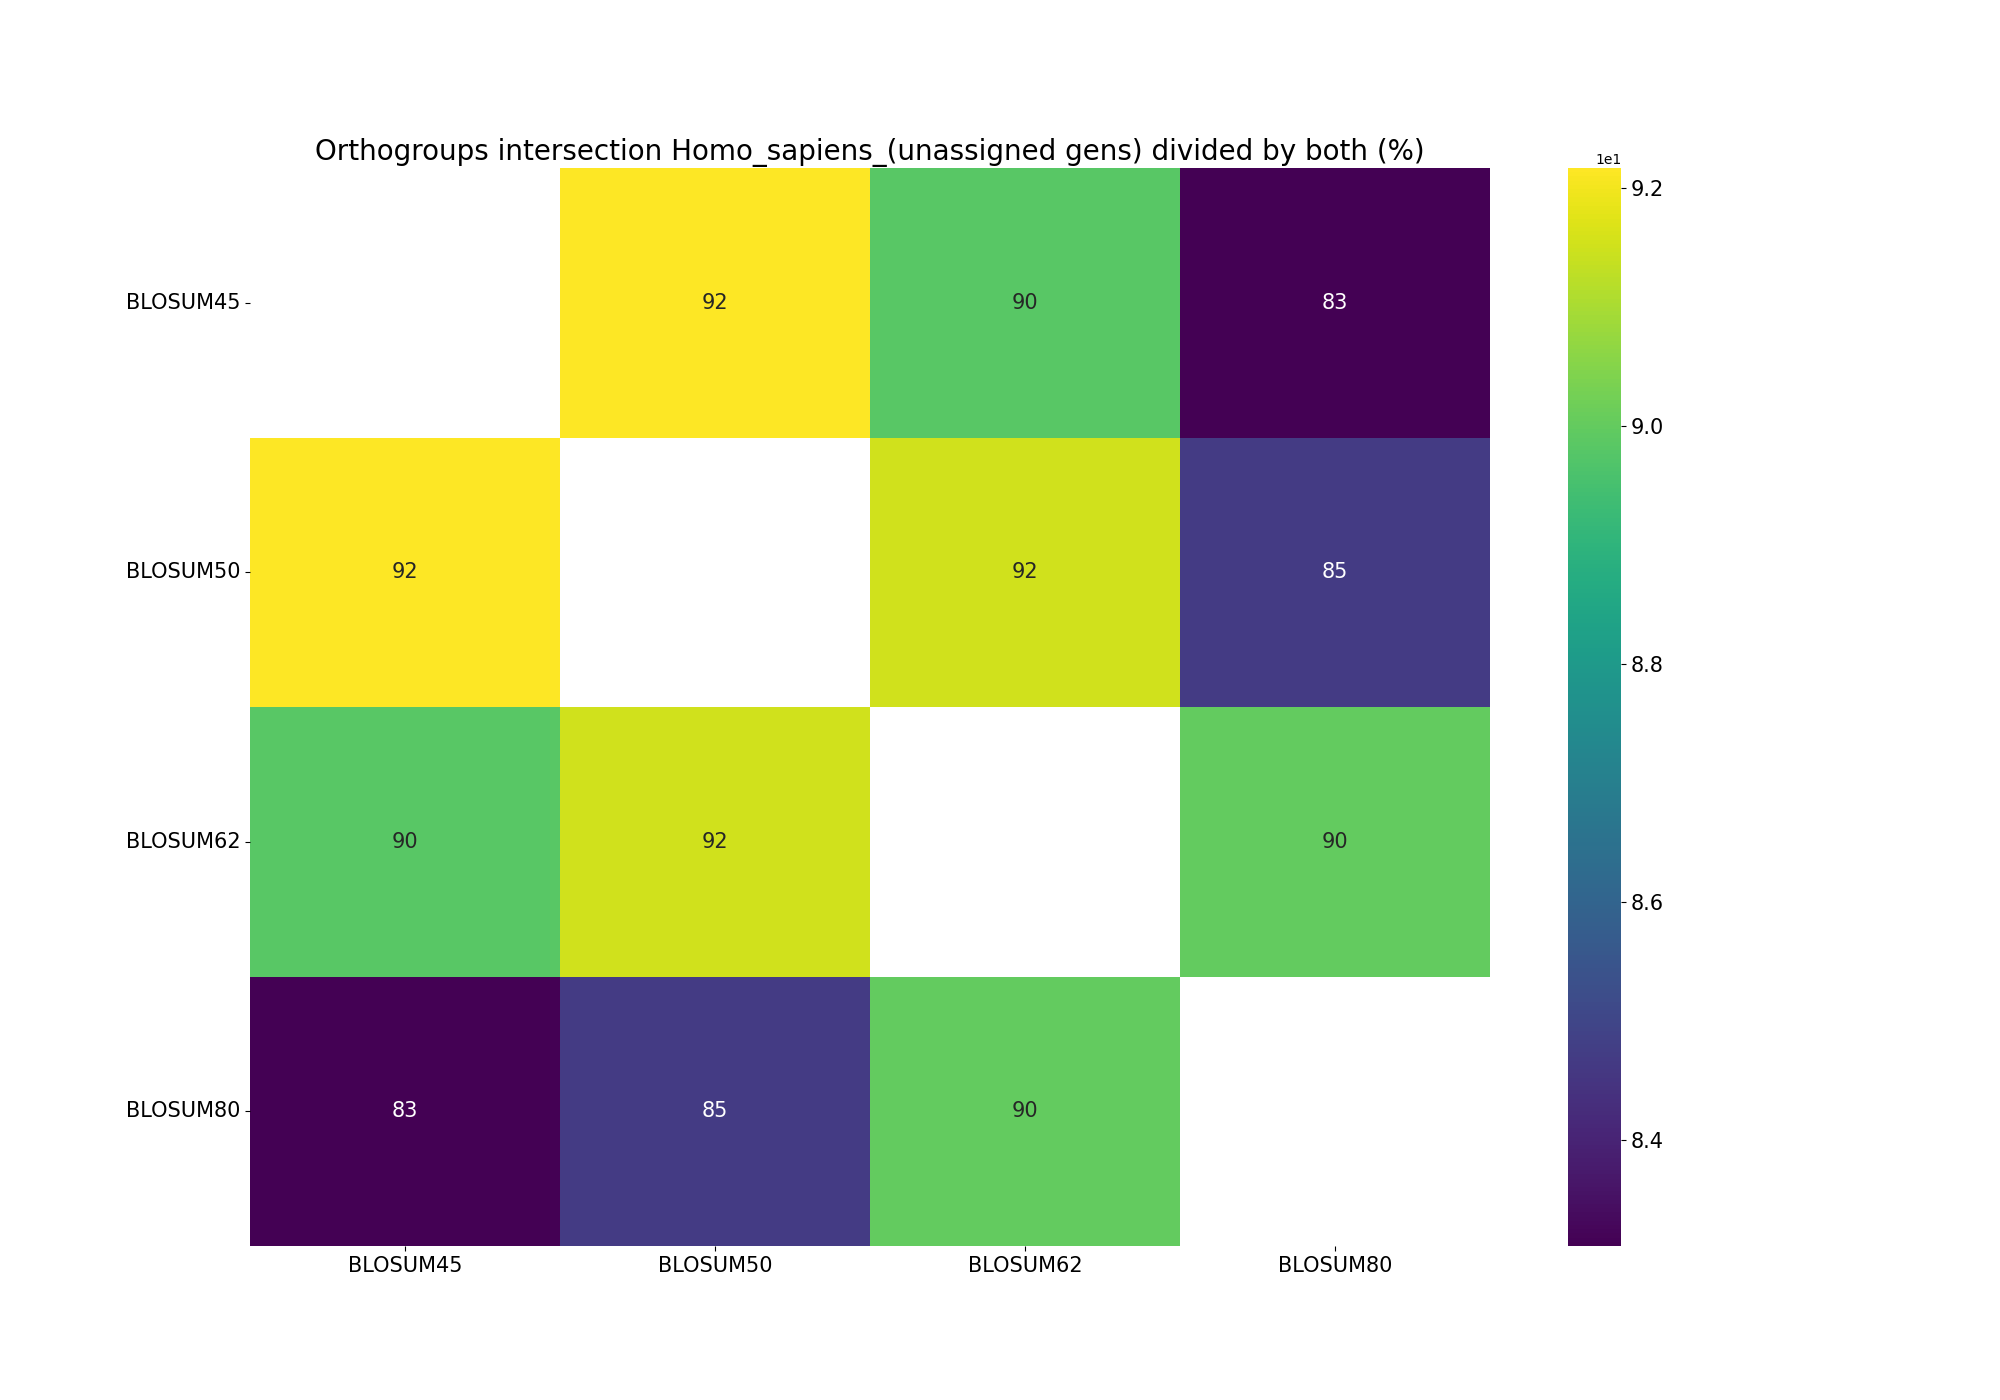 Orthogroups intersection Homo_sapiens_(unassigned gens) divided by both (%)
1e1
9.2
BLOSUM45
92
90
83
9.0
BLOSUM50
92
92
85
8.8
BLOSUM62
90
92
90
8.6
BLOSUM80
83
85
90
8.4
BLOSUM45
BLOSUM50
BLOSUM62
BLOSUM80